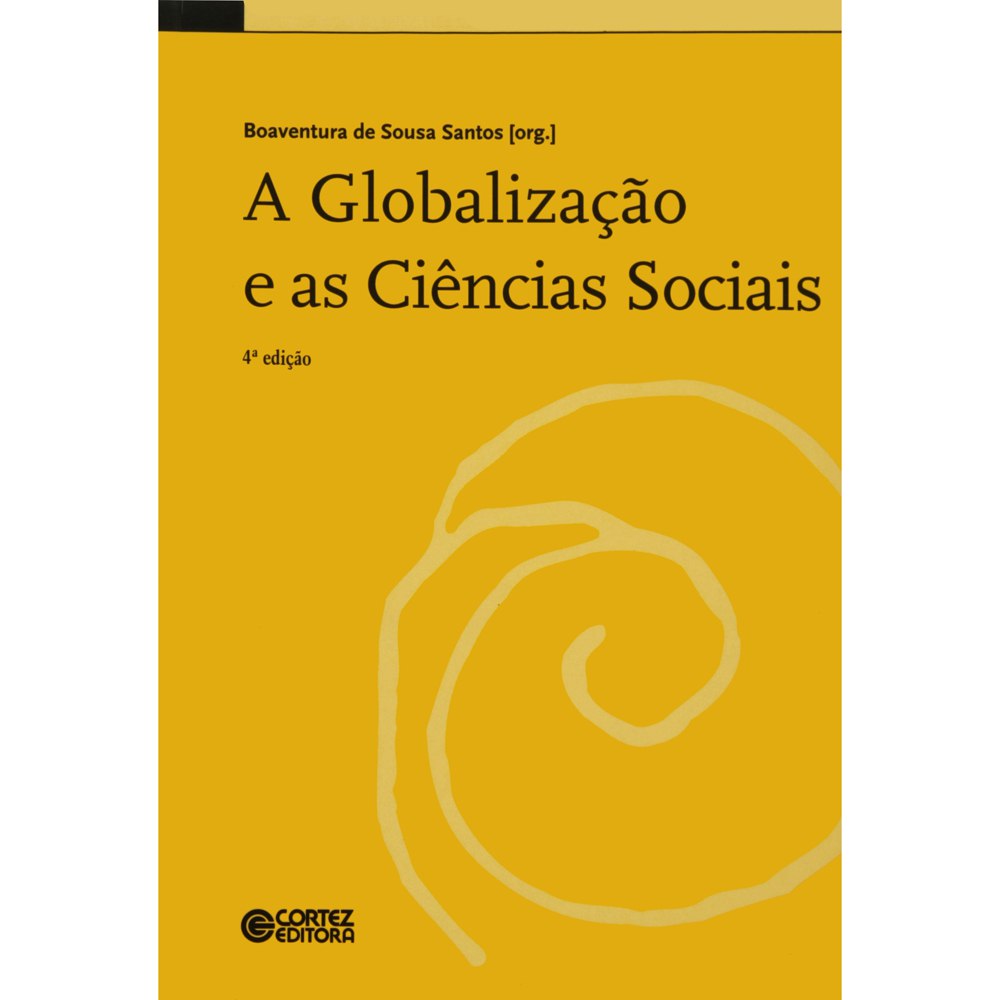 Boaventura de Sousa Santos [org.]
A Globalização
e as Ciências Sociais
4ª edição
CORTEZ
EDITORA